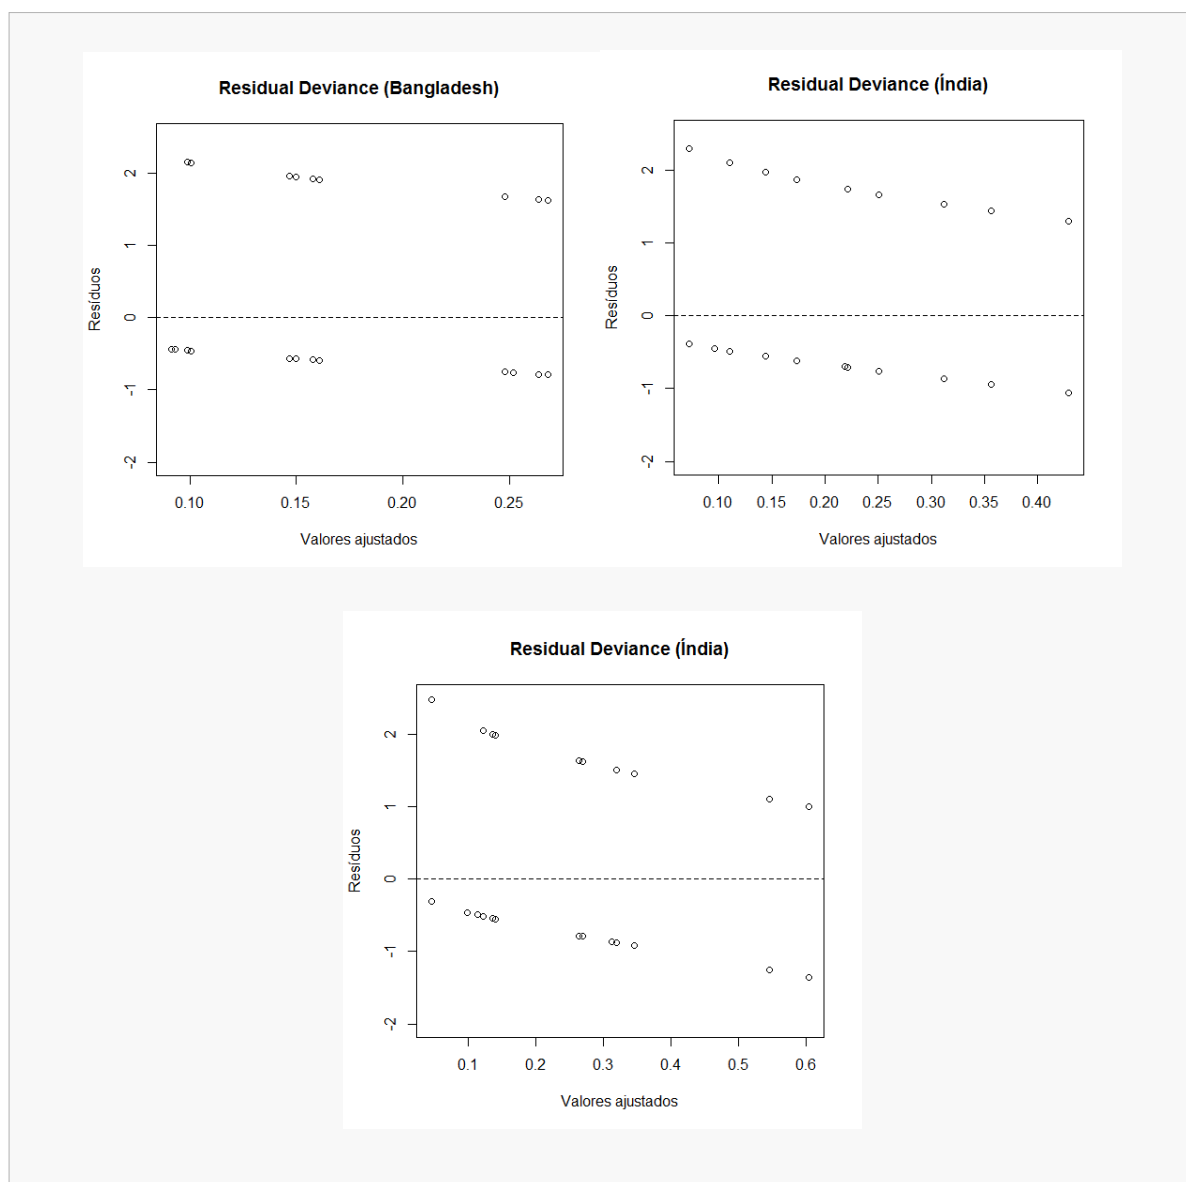 Residual Deviance (Bangladesh)
Resíduos
2
1
0
-1
-2
0.10 0.15 0.20 0.25
Valores ajustados
Residual Deviance (Índia)
Resíduos
2
1
0
-1
-2
0.10 0.15 0.20 0.25 0.30 0.35 0.40
Valores ajustados
Residual Deviance (Índia)
Resíduos
2
1
0
-1
-2
0.1 0.2 0.3 0.4 0.5 0.6
Valores ajustados